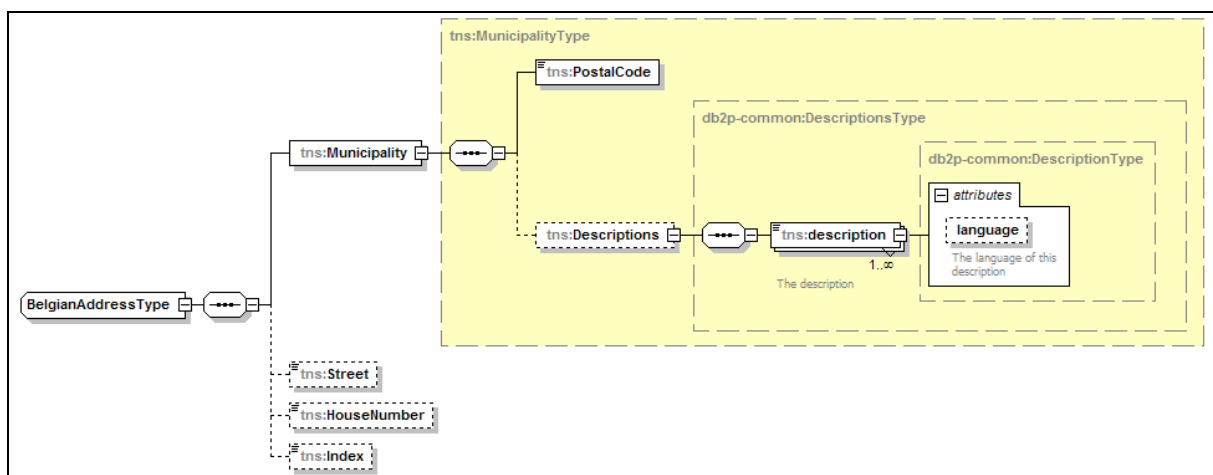 tns:MunicipalityType
tns:PostalCode
db2p-common:DescriptionsType
db2p-common:DescriptionType
tns:Municipality
attributes
language
The language of this
description
tns:Descriptions
tns:description
1..∞
The description
BelgianAddressType
tns:Street
tns:HouseNumber
tns:Index